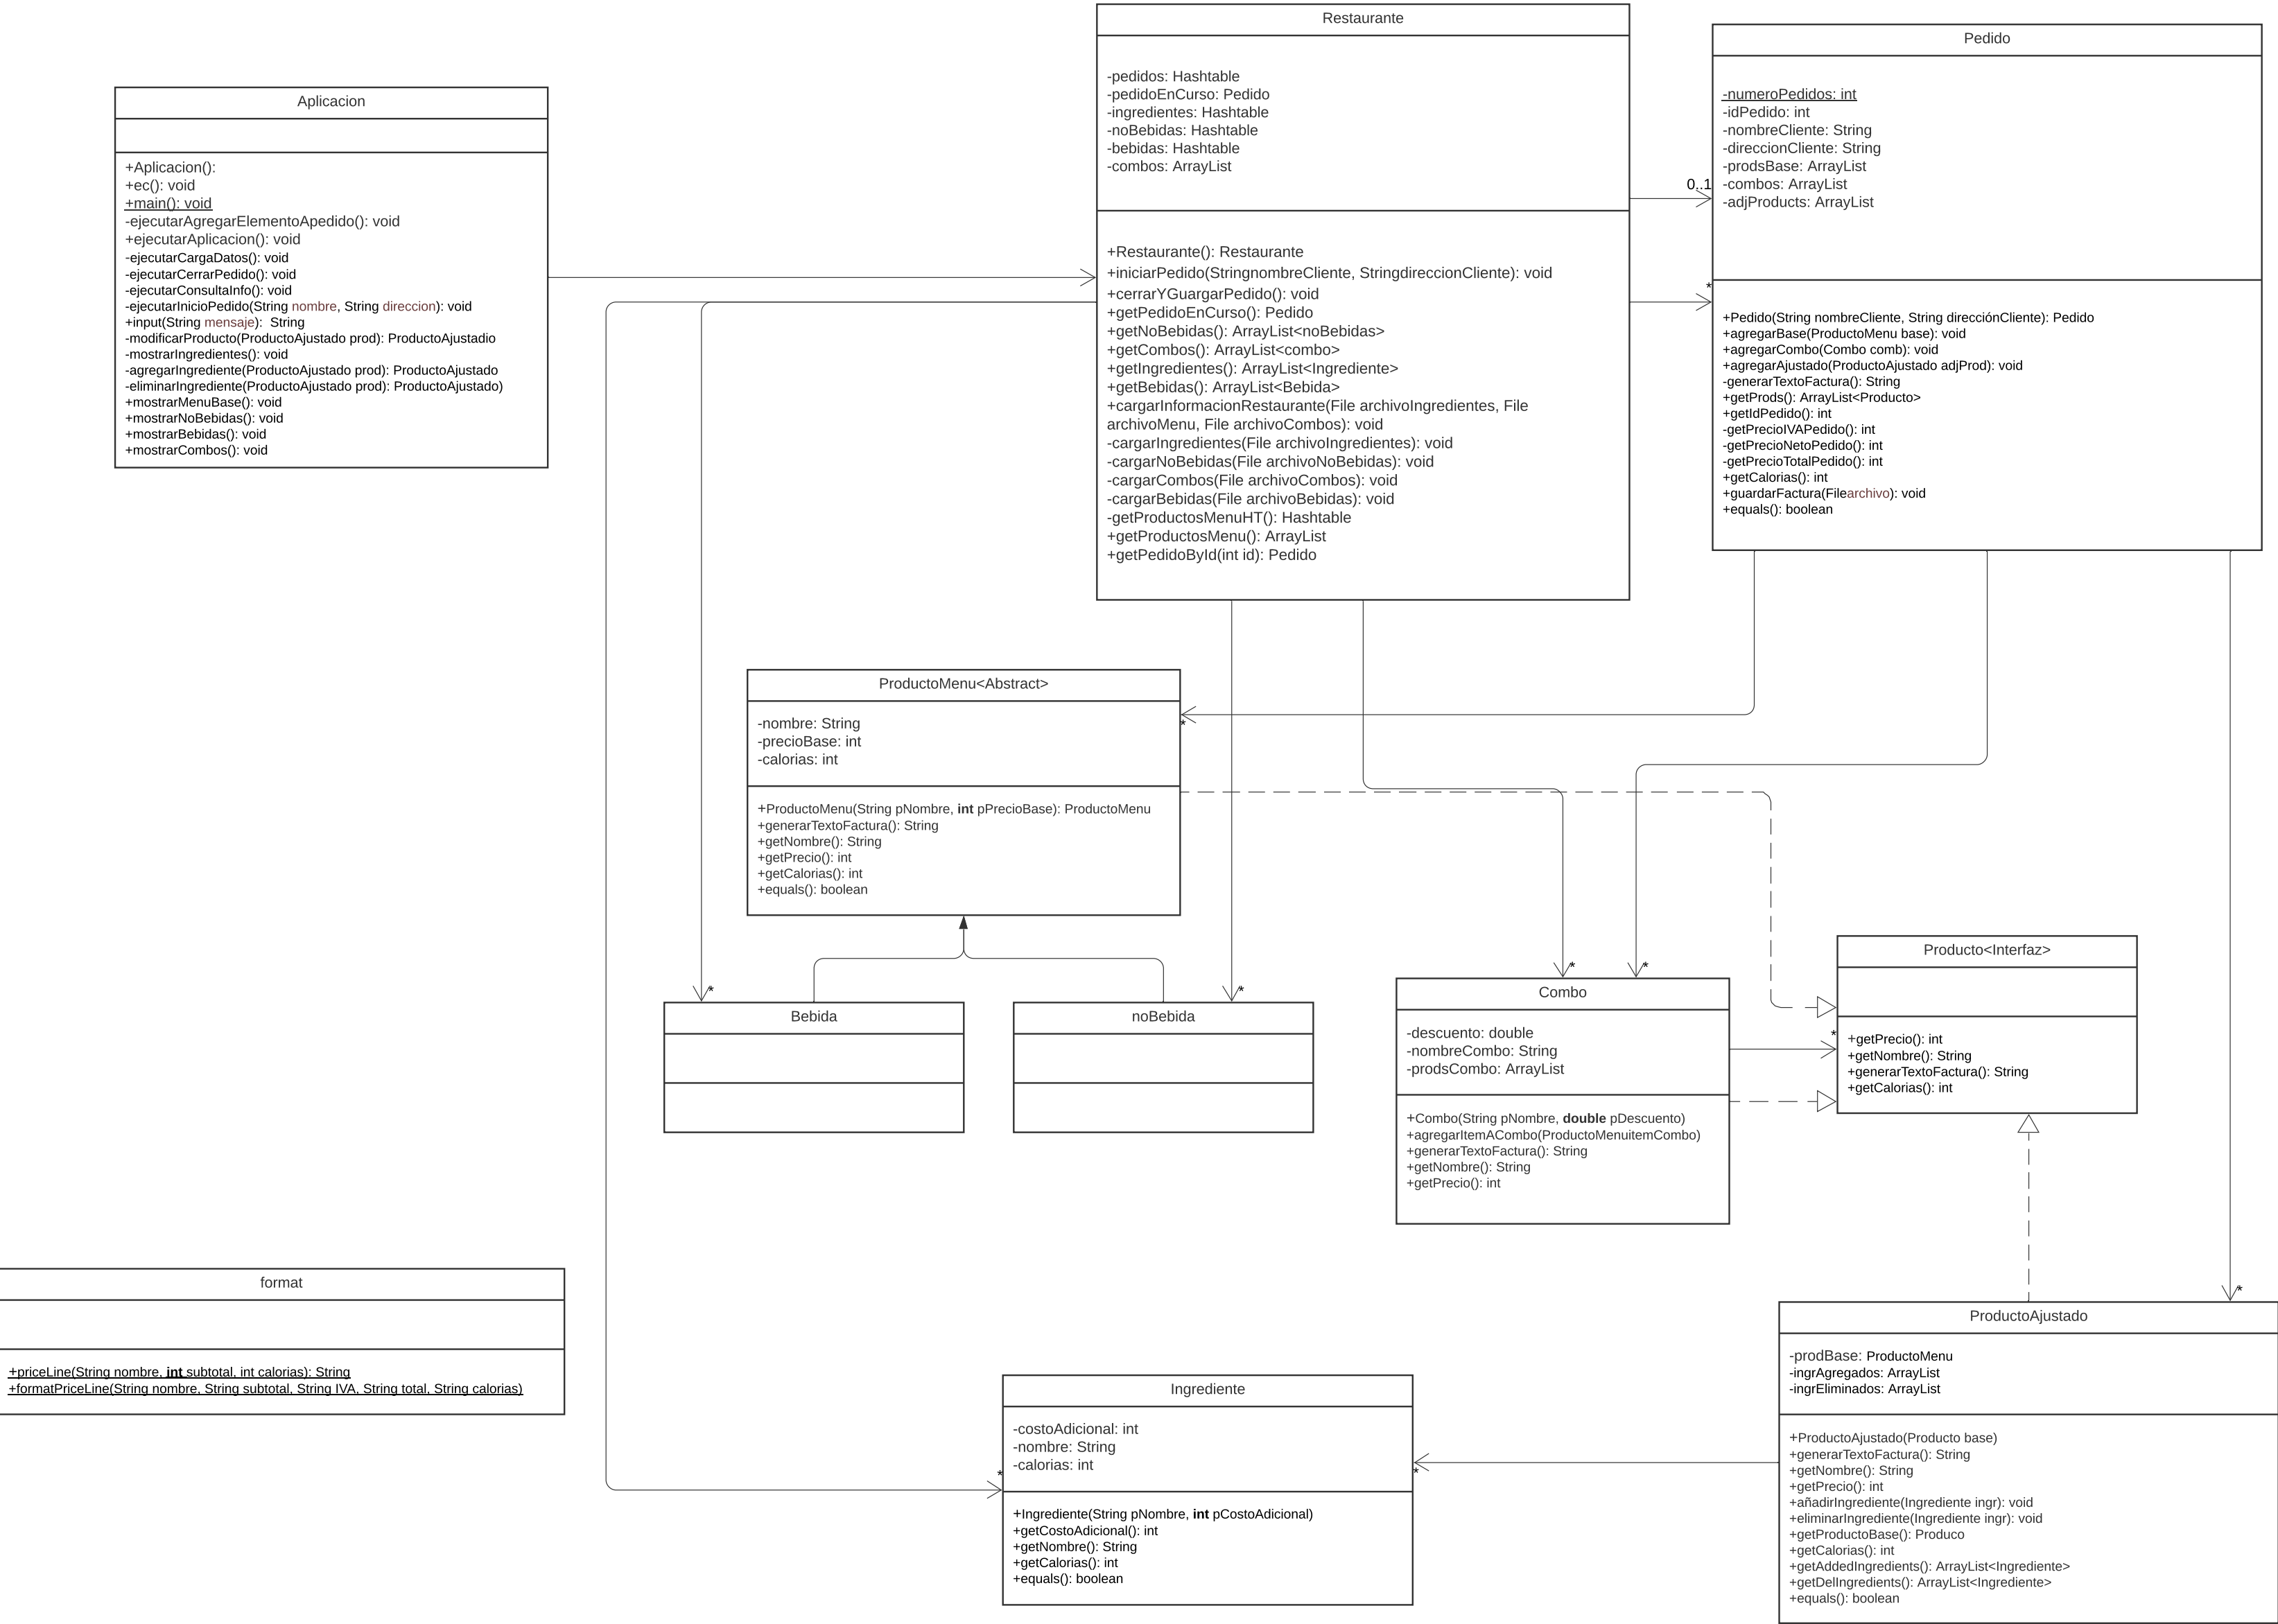 Aplicacion
+Aplicacion():
+ec(): void
+main(): void
-ejecutarAgregarElementoApedido(): void
+ejecutarAplicacion(): void
-ejecutarCargaDatos(): void
-ejecutarCerrarPedido(): void
-ejecutarConsultaInfo(): void
-ejecutarInicioPedido(String nombre, String direccion): void
+input(String mensaje):  String
-modificarProducto(ProductoAjustado prod): ProductoAjustadio
-mostrarIngredientes(): void
-agregarIngrediente(ProductoAjustado prod): ProductoAjustado
-eliminarIngrediente(ProductoAjustado prod): ProductoAjustado)
+mostrarMenuBase(): void
+mostrarNoBebidas(): void
+mostrarBebidas(): void
+mostrarCombos(): void
Restaurante
-pedidos: Hashtable
-pedidoEnCurso: Pedido
-ingredientes: Hashtable
-noBebidas: Hashtable
-bebidas: Hashtable
-combos: ArrayList
+Restaurante(): Restaurante
+iniciarPedido(StringnombreCliente, StringdireccionCliente): void
+cerrarYGuargarPedido(): void
+getPedidoEnCurso(): Pedido
+getNoBebidas(): ArrayList<noBebidas>
+getCombos(): ArrayList<combo>
+getIngredientes(): ArrayList<Ingrediente>
+getBebidas(): ArrayList<Bebida>
+cargarInformacionRestaurante(File archivoIngredientes, File
archivoMenu, File archivoCombos): void
-cargarIngredientes(File archivoIngredientes): void
-cargarNoBebidas(File archivoNoBebidas): void
-cargarCombos(File archivoCombos): void
-cargarBebidas(File archivoBebidas): void
-getProductosMenuHT(): Hashtable
+getProductosMenu(): ArrayList
+getPedidoById(int id): Pedido
0..1
*
Pedido
-numeroPedidos: int
-idPedido: int
-nombreCliente: String
-direccionCliente: String
-prodsBase: ArrayList
-combos: ArrayList
-adjProducts: ArrayList
+Pedido(String nombreCliente, String direcciónCliente): Pedido
+agregarBase(ProductoMenu base): void
+agregarCombo(Combo comb): void
+agregarAjustado(ProductoAjustado adjProd): void
-generarTextoFactura(): String
+getProds(): ArrayList<Producto>
+getIdPedido(): int
-getPrecioIVAPedido(): int
-getPrecioNetoPedido(): int
-getPrecioTotalPedido(): int
+getCalorias(): int
+guardarFactura(Filearchivo): void
+equals(): boolean
ProductoMenu<Abstract>
-nombre: String
-precioBase: int
-calorias: int
+ProductoMenu(String pNombre, int pPrecioBase): ProductoMenu
+generarTextoFactura(): String
+getNombre(): String
+getPrecio(): int
+getCalorias(): int
+equals(): boolean
*
*
Bebida
*
noBebida
*
*
Combo
-descuento: double
-nombreCombo: String
-prodsCombo: ArrayList
+Combo(String pNombre, double pDescuento)
+agregarItemACombo(ProductoMenuitemCombo)
+generarTextoFactura(): String
+getNombre(): String
+getPrecio(): int
*
Producto<Interfaz>
+getPrecio(): int
+getNombre(): String
+generarTextoFactura(): String
+getCalorias(): int
format
+priceLine(String nombre, int subtotal, int calorias): String
+formatPriceLine(String nombre, String subtotal, String IVA, String total, String calorias)
*
Ingrediente
-costoAdicional: int
-nombre: String
-calorias: int
+Ingrediente(String pNombre, int pCostoAdicional)
+getCostoAdicional(): int
+getNombre(): String
+getCalorias(): int
+equals(): boolean
*
*
ProductoAjustado
-prodBase: ProductoMenu
-ingrAgregados: ArrayList
-ingrEliminados: ArrayList
+ProductoAjustado(Producto base)
+generarTextoFactura(): String
+getNombre(): String
+getPrecio(): int
+añadirIngrediente(Ingrediente ingr): void
+eliminarIngrediente(Ingrediente ingr): void
+getProductoBase(): Produco
+getCalorias(): int
+getAddedIngredients(): ArrayList<Ingrediente>
+getDelIngredients(): ArrayList<Ingrediente>
+equals(): boolean